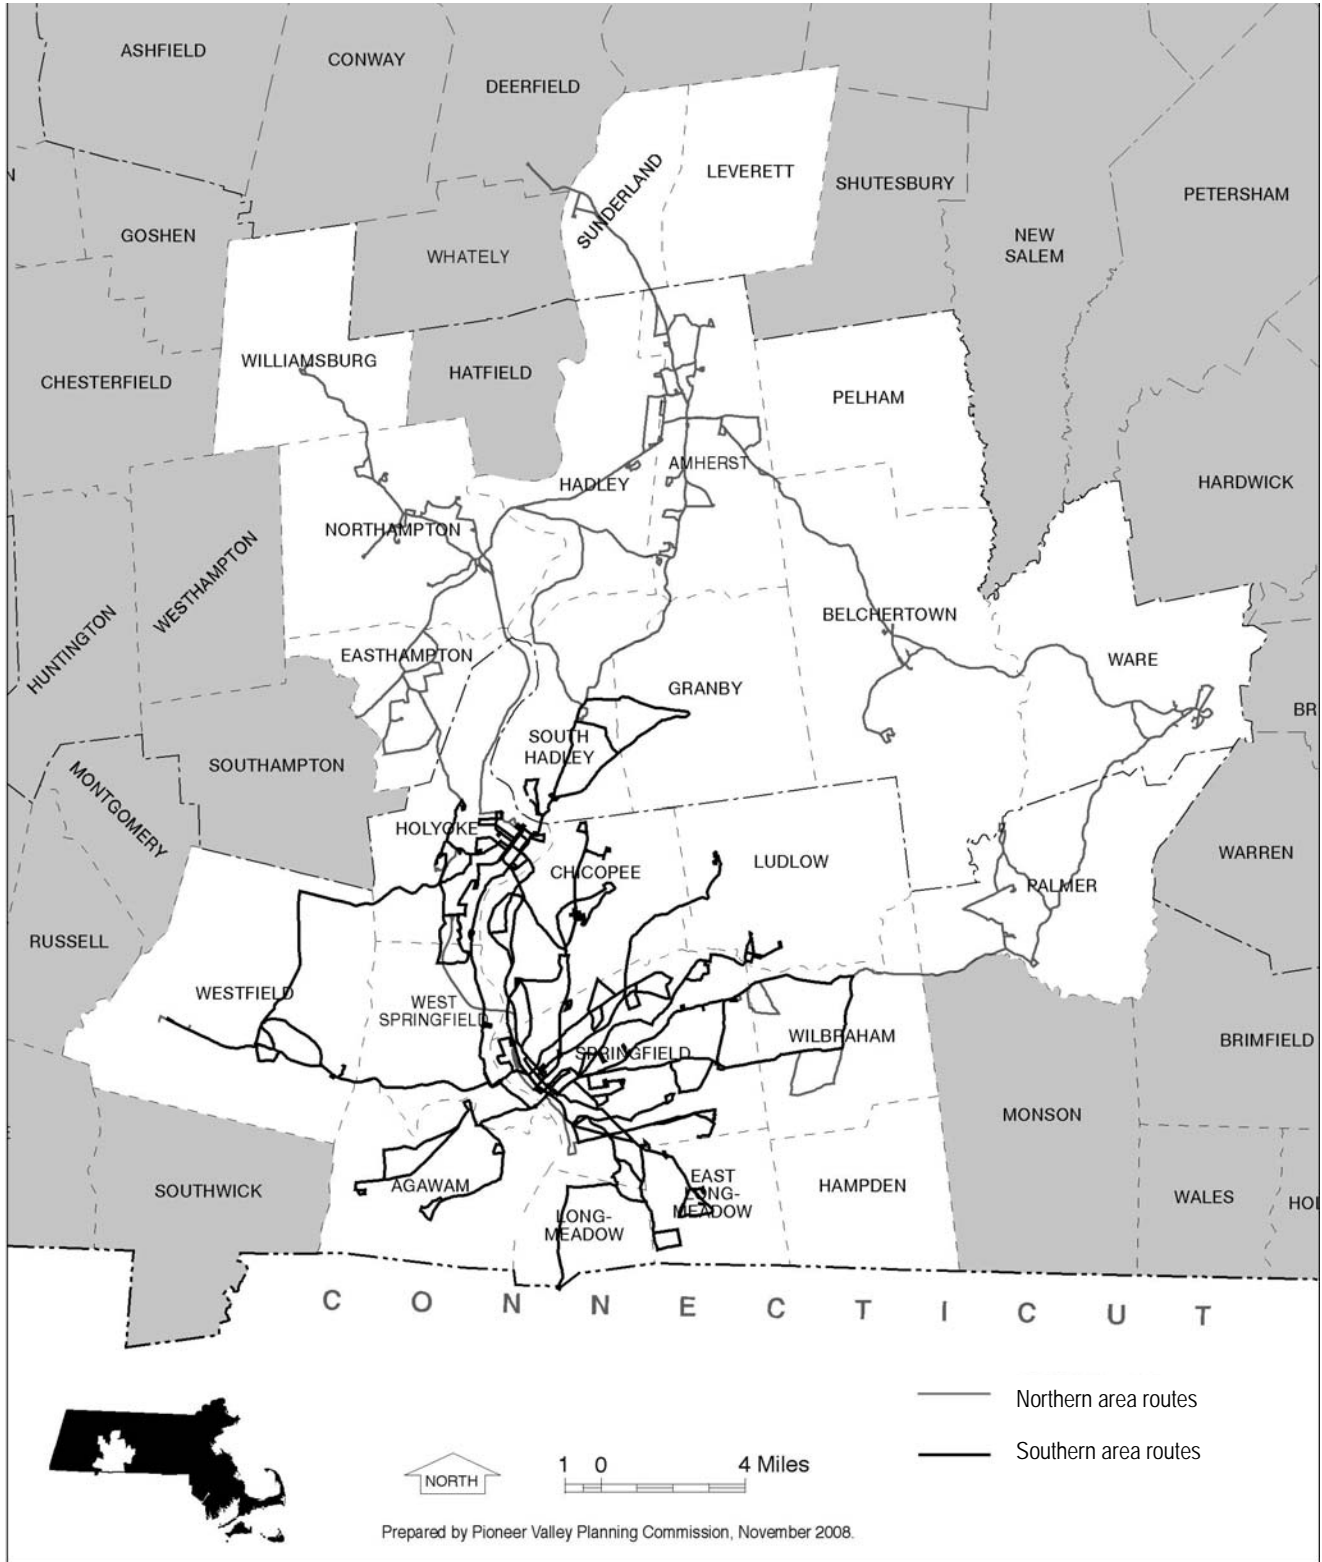 ASHFIELD
CONWAY
DEERFIELD
N
SUNDERLAND
LEVERETT
SHUTESBURY
PETERSHAM
GOSHEN
WHATELY
NEW
SALEM
WILLIAMSBURG
CHESTERFIELD
HATFIELD
PELHAM
HADLEY
AMHERST
HARDWICK
NORTHAMPTON
WESTHAMPTON
HUNTINGTON
BELCHERTOWN
EASTHAMPTON
WARE
GRANBY
BR
SOUTH
HADLEY
SOUTHAMPTON
MONTGOMERY
HOLYOKE
CHICOPEE
LUDLOW
WARREN
PALMER
RUSSELL
WESTFIELD
WEST
SPRINGFIELD
SPRINGFIELD
WILBRAHAM
BRIMFIELD
MONSON
E
SOUTHWICK
AGAWAM
EAST
LONG-
MEADOW
HAMPDEN
WALES
HOL
LONG-
MEADOW
CONNECTICUT
Northern area routes
Southern area routes
NORTH
1 0 4 Miles
Prepared by Pioneer Valley Planning Commission, November 2008.